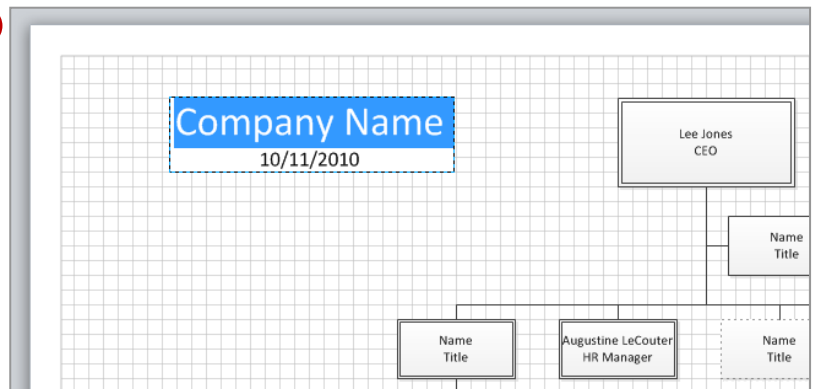 Company Name
10/11/2010
Lee Jones
CEO
Name
Title
Name
Title
Augustine LeCouter
HR Manager
Name
Title